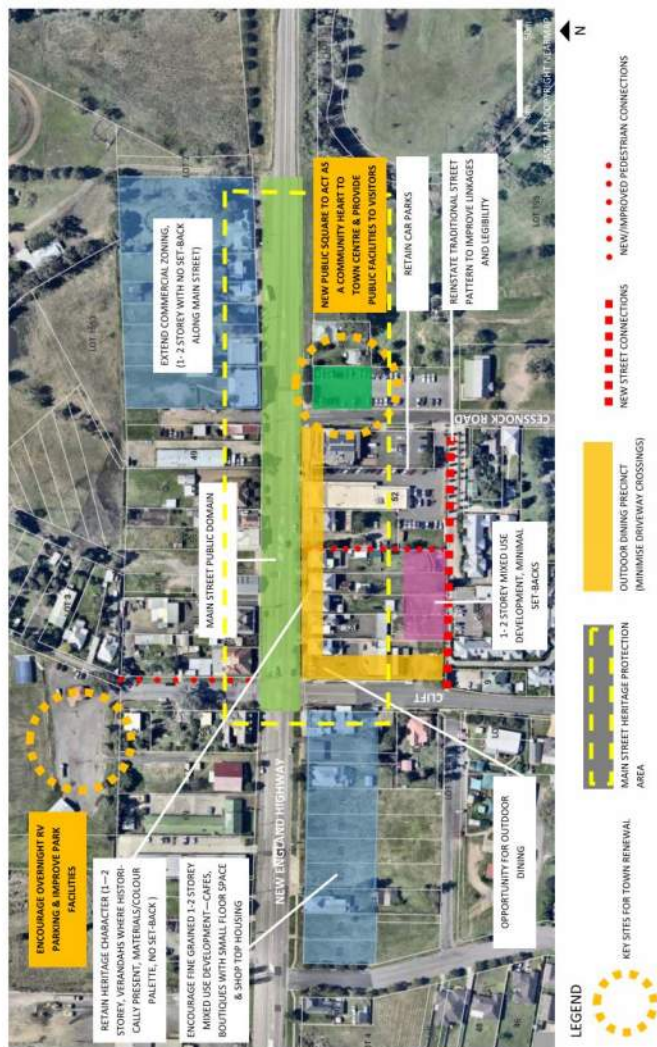 ENCOURAGE OVERNIGHT RV
PARKING & IMPROVE PARK
FACILITIES
RETAIN HERITAGE CHARACTER (1—2
STOREY, VERANDAHS WHERE HISTORI-
CALLY PRESENT, MATERIALS/COLOUR
PALETTE, NO SET-BACK )
ENCOURAGE FINE GRAINED 1-2 STOREY
MIXED USE DEVELOPMENT—CAFES,
BOUTIQUES WITH SMALL FLOOR SPACE
& SHOP TOP HOUSING
NEW ENGLAND HIGHWAY
OPPORTUNITY FOR OUTDOOR
DINING
LOT 3
MAIN STREET PUBLIC DOMAIN
49
52
CLIFT
1- 2 STOREY MIXED USE
DEVELOPMENT, MINIMAL
SET-BACKS
EXTEND COMMERCIAL ZONING,
(1- 2 STOREY WITH NO SET-BACK
ALONG MAIN STREET)
NEW PUBLIC SQUARE TO ACT AS
A COMMUNITY HEART TO
TOWN CENTRE & PROVIDE
PUBLIC FACILITIES TO VISITORS
RETAIN CAR PARKS
REINSTATE TRADITIONAL STREET
PATTERN TO IMPROVE LINKAGES
AND LEGIBILITY
CESSNOCK ROAD
N
LEGEND
KEY SITES FOR TOWN RENEWAL
MAIN STREET HERITAGE PROTECTION
AREA
OUTDOOR DINING PRECINCT
(MINIMISE DRIVEWAY CROSSINGS)
NEW STREET CONNECTIONS
NEW/IMPROVED PEDESTRIAN CONNECTIONS